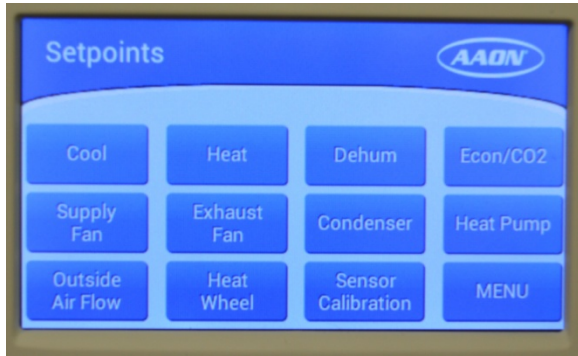 Setpoints
AAON
Cool
Heat
Dehum
Econ/CO2
Supply
Fan
Exhaust
Fan
Condenser
Heat Pump
Outside
Air Flow
Heat
Wheel
Sensor
Calibration
MENU